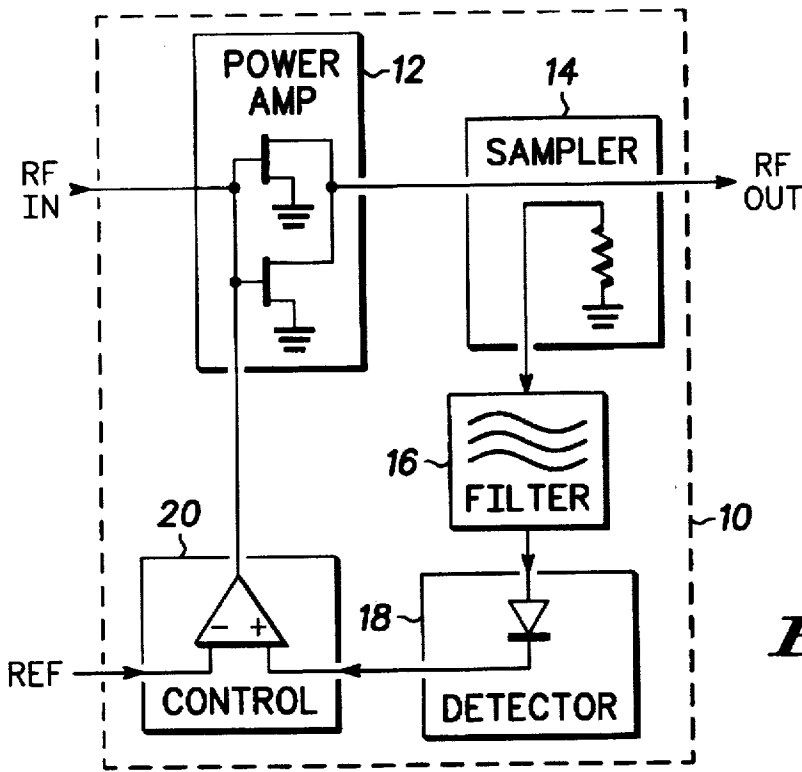 POWER
AMP
12
14
SAMPLER
RF
IN
RF
OUT
16
FILTER
10
20
18
- +
REF
CONTROL
DETECTOR